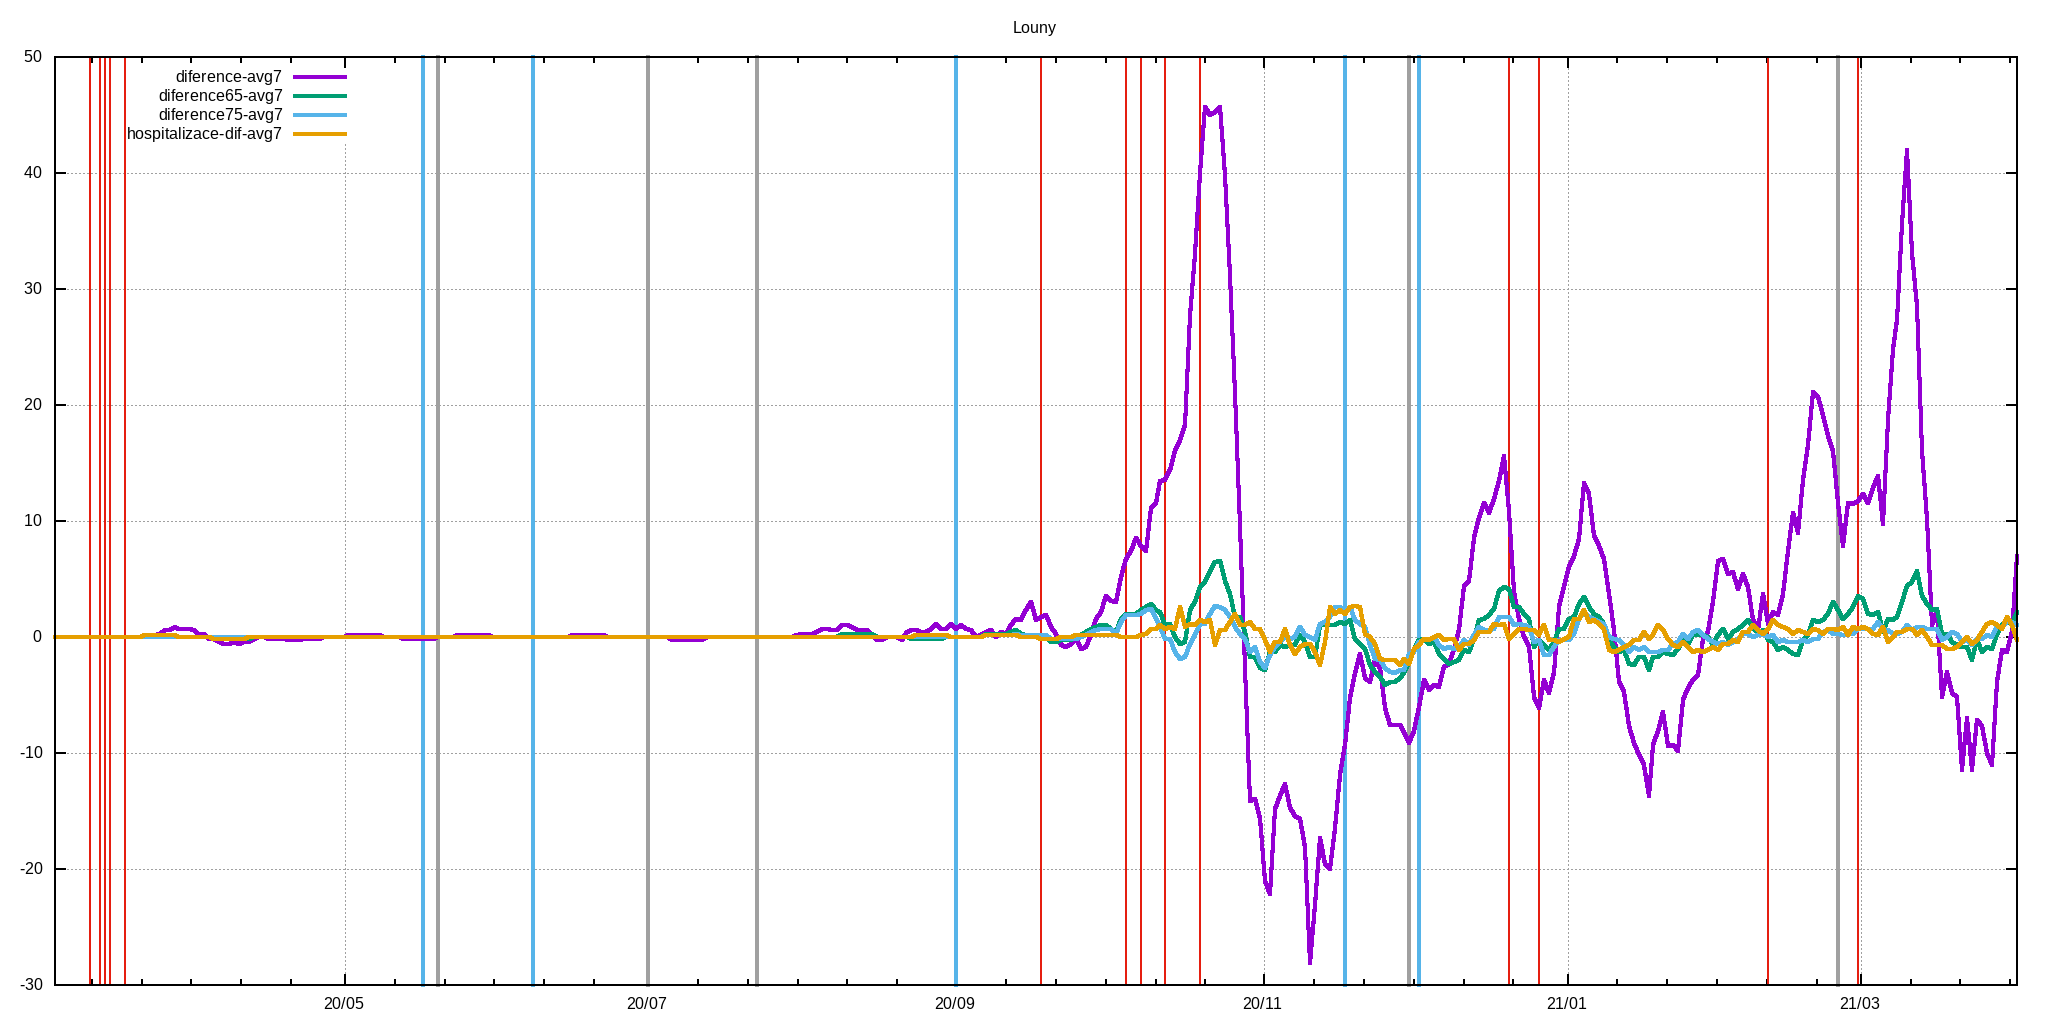 Louny
50
40
30
20
10
0
-10
-20
-30
diference-avg7
diference65-avg7
diference75-avg7
hospitalizace-dif-avg7
20/05 20/07 20/09 20/11 21/01 21/03